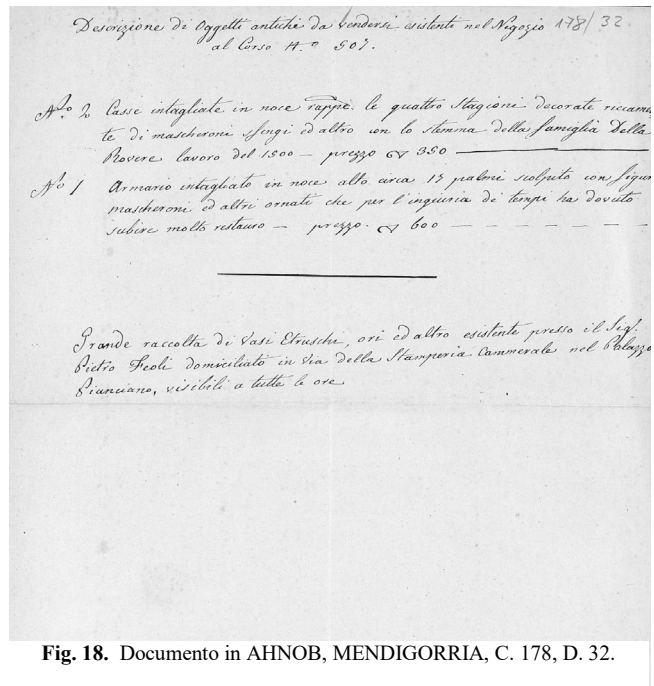 Descrizione di Oggetti antichi da vendersi esistente nel Negozio 178/32
al Corso N.º 507.
N.º 2 Casse intagliate in noce rappe. le quattro Stagioni decorate riccamen
te di mascheroni sfingi ed altro con lo stemma della famiglia Della
Rovere lavoro del 1500 — prezzo 350
N.º 1 Armario intagliato in noce alto circa 15 palmi scolpito con figur
mascheroni ed altri ornati che per l'ingiuria de' tempi ha dovuto
subire molto restauro — prezzo. 600
Grande raccolta di Vasi Etruschi, ori ed altro esistente presso il Sigʳ.
Pietro Feoli domiciliato in via della Stamperia Cammerale nel Palazzo
Pianciano, visibili a tutte le ore
Fig. 18. Documento in AHNOB, MENDIGORRIA, C. 178, D. 32.